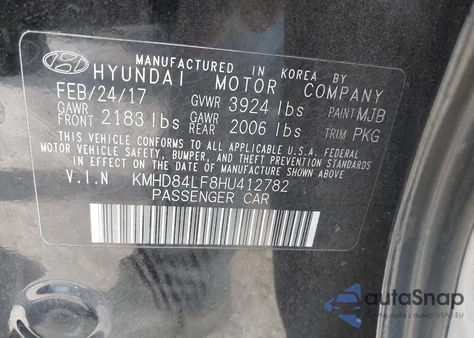 MANUFACTURED IN KOREA BY
HYUNDAI MOTOR COMPANY
FEB/24/17 GVWR 3924 lbs PAINT MJB
GAWR FRONT 2183 lbs GAWR REAR 2006 lbs TRIM PKG
THIS VEHICLE CONFORMS TO ALL APPLICABLE U.S.A. FEDERAL
MOTOR VEHICLE SAFETY, BUMPER, AND THEFT PREVENTION STANDARDS
IN EFFECT ON THE DATE OF MANUFACTURE SHOWN ABOVE.
V.I.N KMHD84LF8HU412782
PASSENGER CAR
autoSnap